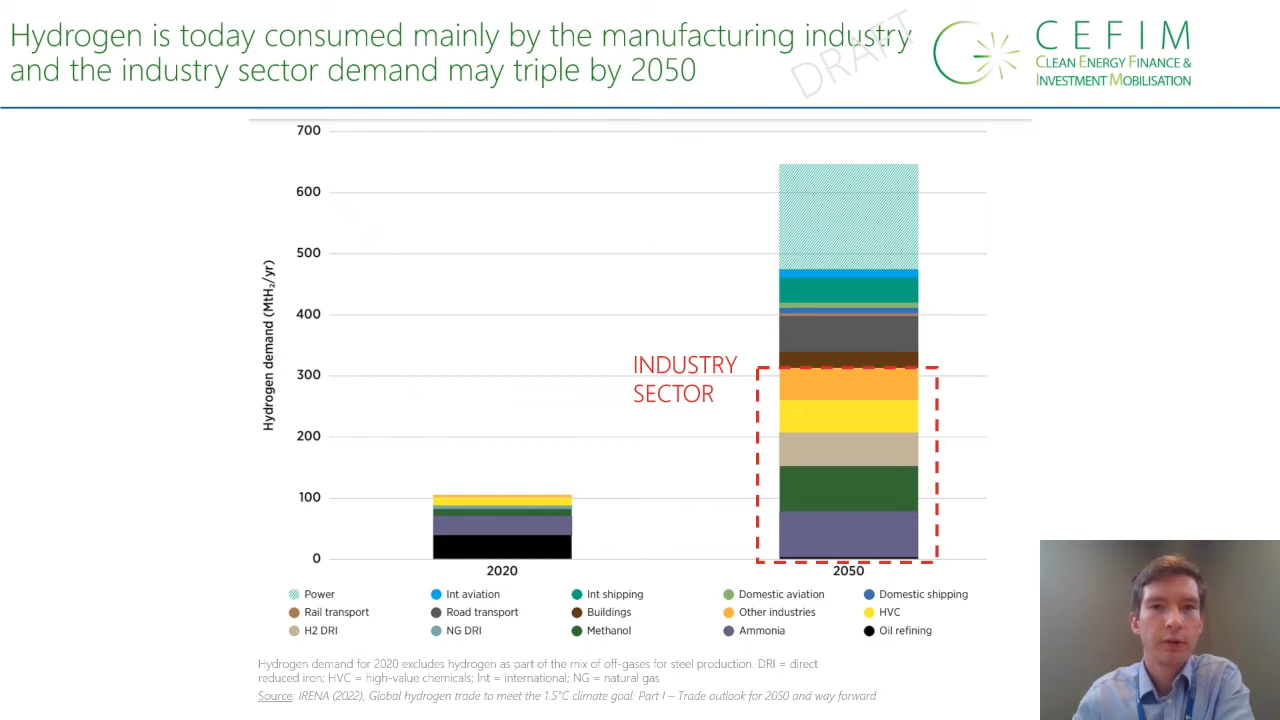 Hydrogen is today consumed mainly by the manufacturing industry
and the industry sector demand may triple by 2050
DRAFT
CEFIM
CLEAN ENERGY FINANCE &
INVESTMENT MOBILISATION
700
600
500
400
300
200
100
0
Hydrogen demand (MtH₂/yr)
INDUSTRY
SECTOR
2020
2050
Power
Int aviation
Int shipping
Domestic aviation
Domestic shipping
Rail transport
Road transport
Buildings
Other industries
HVC
H2 DRI
NG DRI
Methanol
Ammonia
Oil refining
Hydrogen demand for 2020 excludes hydrogen as part of the mix of off-gases for steel production. DRI = direct
reduced iron; HVC = high-value chemicals; Int = international; NG = natural gas
Source: IRENA (2022), Global hydrogen trade to meet the 1.5°C climate goal: Part I – Trade outlook for 2050 and way forward